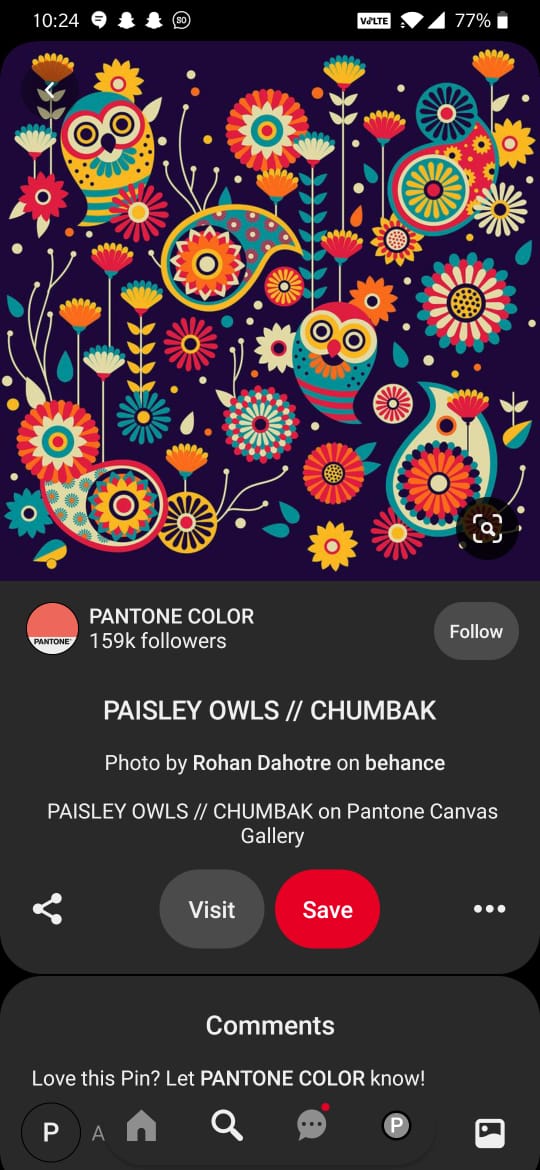 10:24
VoLTE
77%
PANTONE COLOR
159k followers
PANTONE
Follow
PAISLEY OWLS // CHUMBAK
Photo by Rohan Dahotre on behance
PAISLEY OWLS // CHUMBAK on Pantone Canvas
Gallery
Visit
Save
Comments
Love this Pin? Let PANTONE COLOR know!
P
A
P